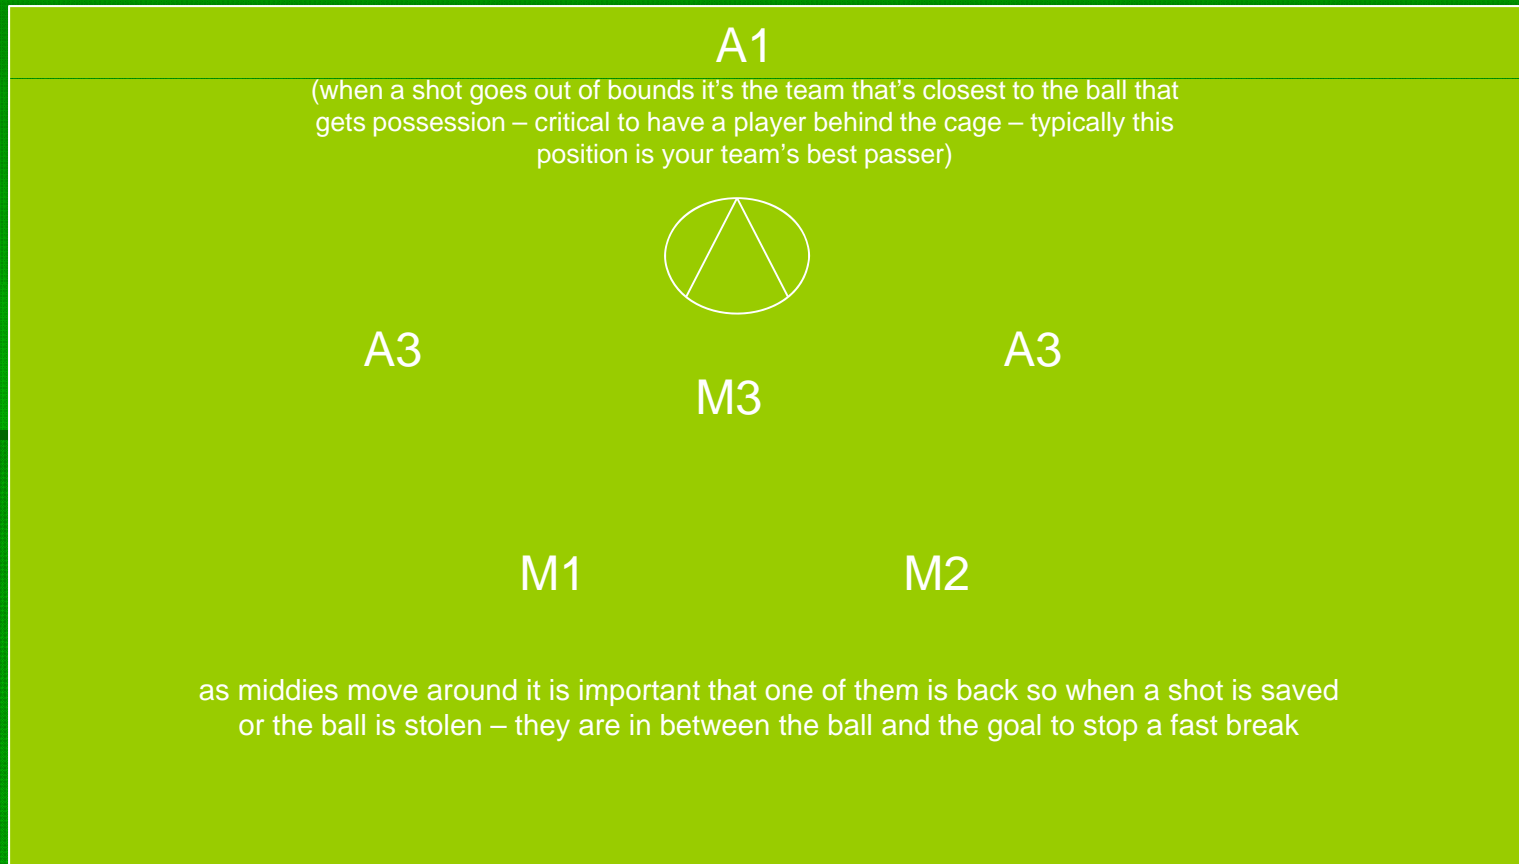 A1
(when a shot goes out of bounds it’s the team that’s closest to the ball that
gets possession – critical to have a player behind the cage – typically this
position is your team’s best passer)
A3
A3
M3
M1
M2
as middies move around it is important that one of them is back so when a shot is saved
or the ball is stolen – they are in between the ball and the goal to stop a fast break